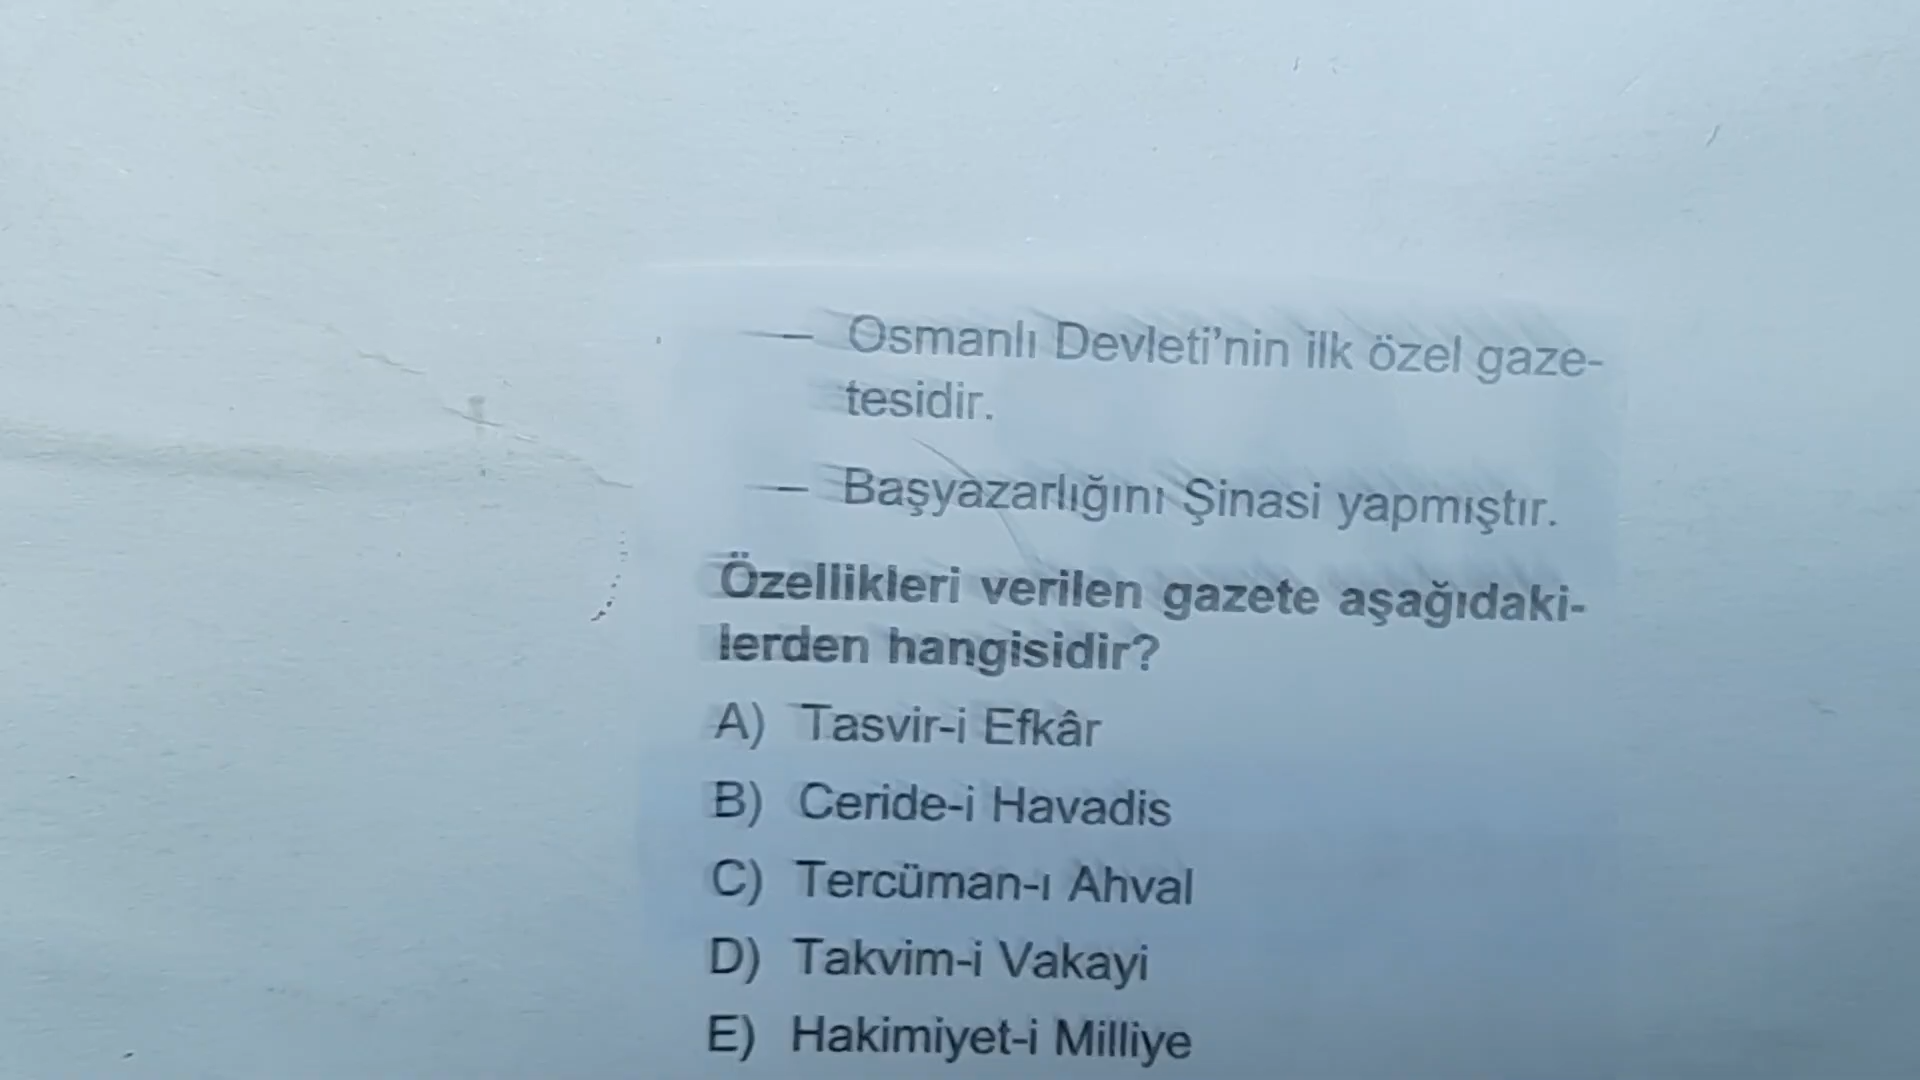 — Osmanlı Devleti'nin ilk özel gaze-
tesidir.
— Başyazarlığını Şinasi yapmıştır.
Özellikleri verilen gazete aşağıdaki-
lerden hangisidir?
A) Tasvir-i Efkâr
B) Ceride-i Havadis
C) Tercüman-ı Ahval
D) Takvim-i Vakayi
E) Hakimiyet-i Milliye